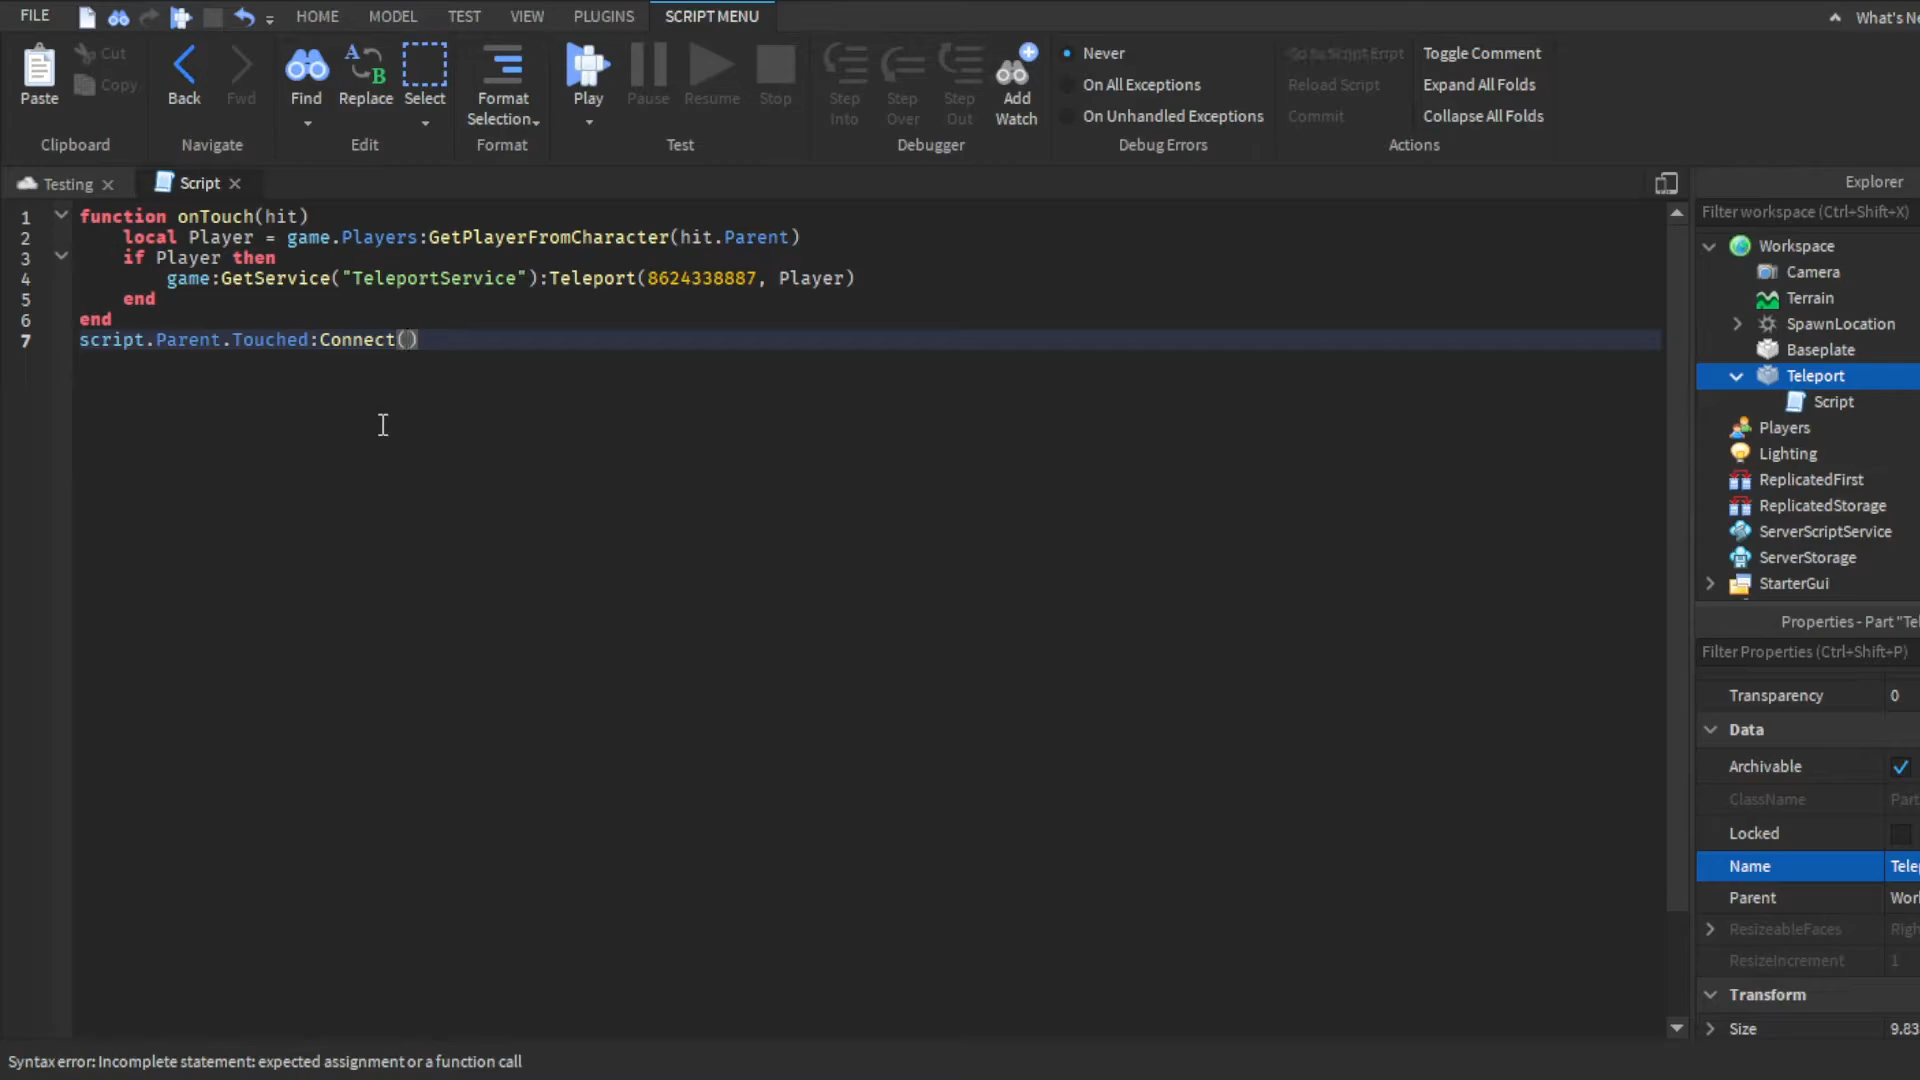 FILE HOME MODEL TEST VIEW PLUGINS SCRIPT MENU What's Ne
Paste Cut Copy Clipboard
Back Fwd Navigate
Find Replace Select Edit
Format Selection Format
Play Pause Resume Stop Test
Step Into Step Over Step Out Add Watch Debugger
Never
On All Exceptions
On Unhandled Exceptions
Debug Errors
Reload Script
Commit
Toggle Comment
Expand All Folds
Collapse All Folds
Actions
Testing Script
1 function onTouch(hit)
2 local Player = game.Players:GetPlayerFromCharacter(hit.Parent)
3 if Player then
4 game:GetService("TeleportService"):Teleport(8624338887, Player)
5 end
6 end
7 script.Parent.Touched:Connect()
Explorer
Filter workspace (Ctrl+Shift+X)
Workspace
Camera
Terrain
SpawnLocation
Baseplate
Teleport
Script
Players
Lighting
ReplicatedFirst
ReplicatedStorage
ServerScriptService
ServerStorage
StarterGui
Properties - Part "Tel
Filter Properties (Ctrl+Shift+P)
Transparency 0
Data
Archivable
ClassName Part
Locked
Name Tele
Parent Wor
ResizeableFaces Righ
ResizeIncrement 1
Transform
Size 9.83
Syntax error: Incomplete statement: expected assignment or a function call